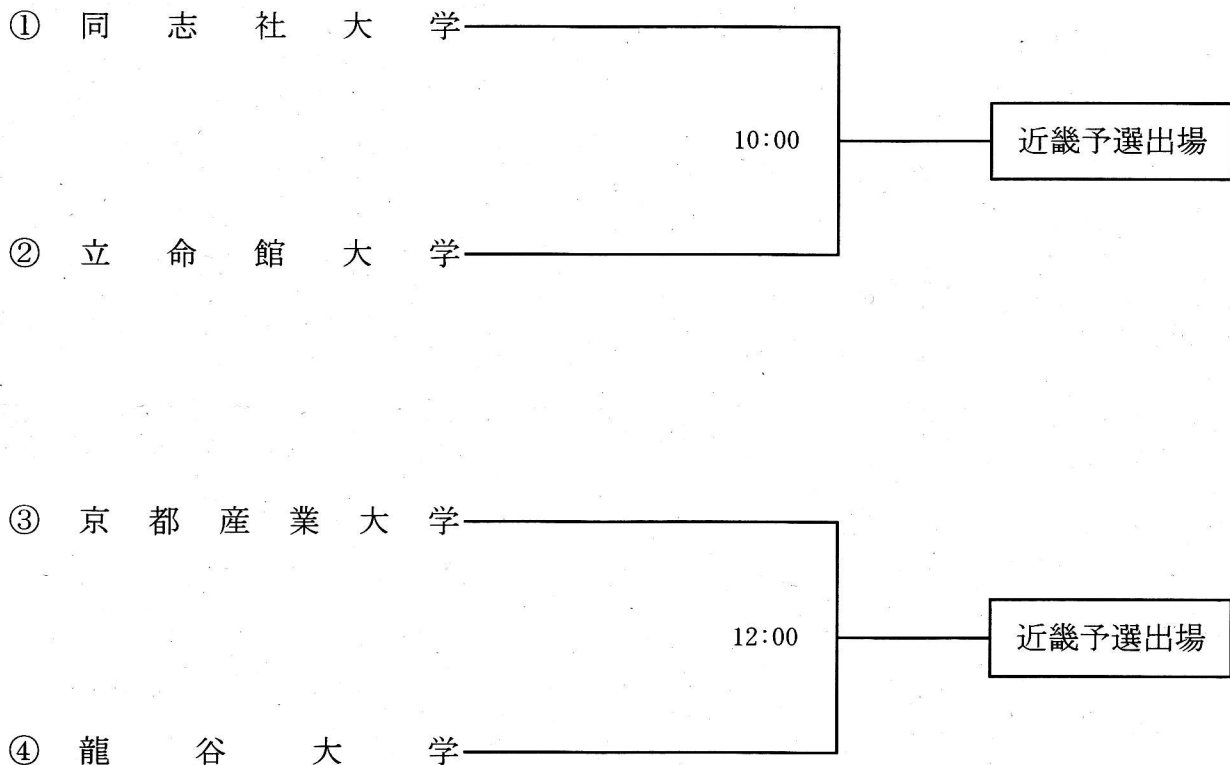 ① 同志社大学
10:00
近畿予選出場
② 立命館大学
③ 京都産業大学
12:00
近畿予選出場
④ 龍谷大学